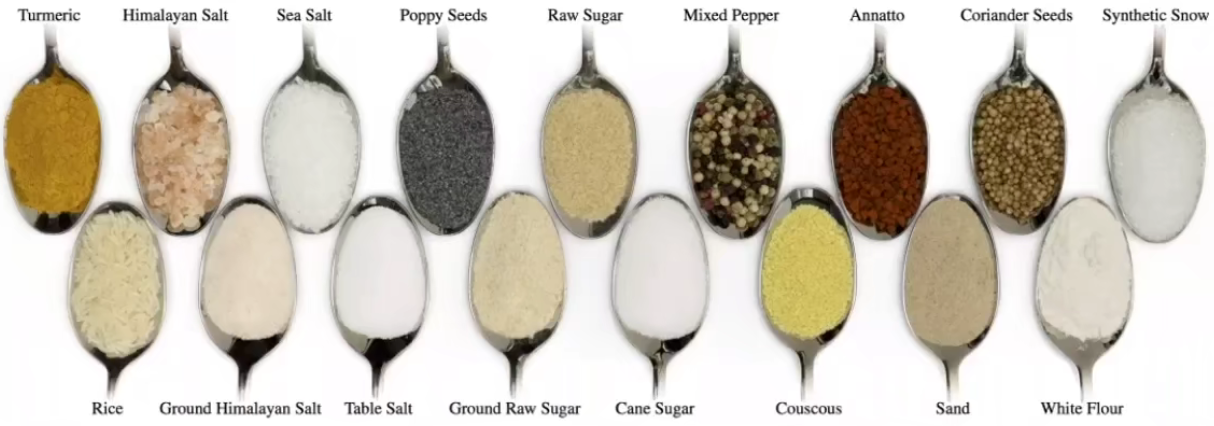 Turmeric Himalayan Salt Sea Salt Poppy Seeds Raw Sugar Mixed Pepper Annatto Coriander Seeds Synthetic Snow
Rice Ground Himalayan Salt Table Salt Ground Raw Sugar Cane Sugar Couscous Sand White Flour